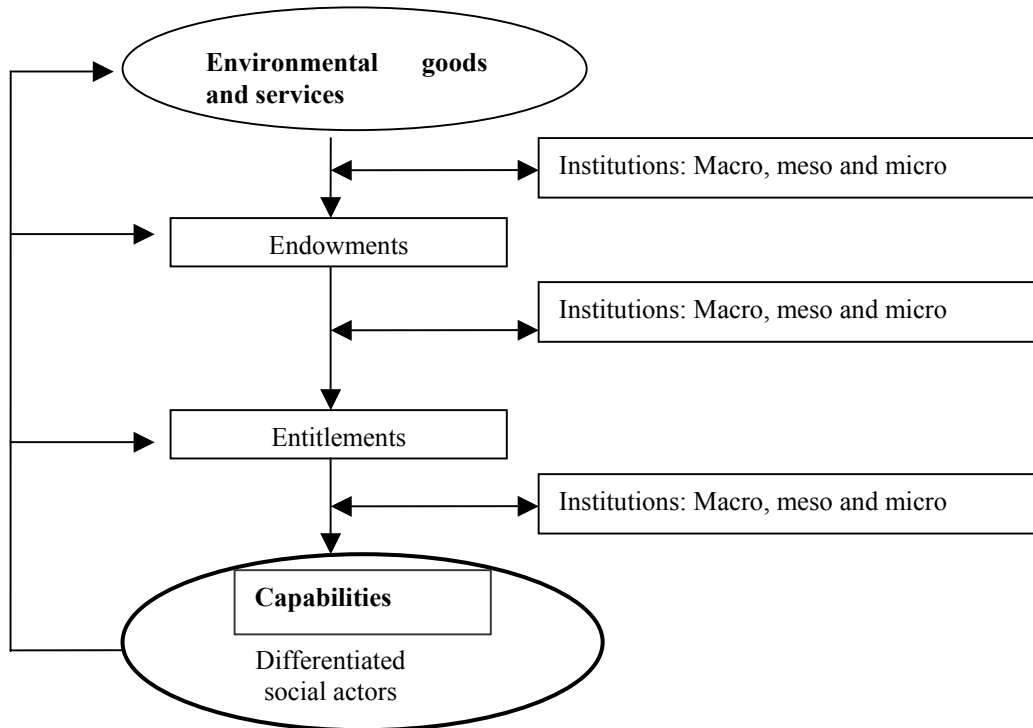 Environmental goods
and services
Institutions: Macro, meso and micro
Endowments
Institutions: Macro, meso and micro
Entitlements
Institutions: Macro, meso and micro
Capabilities
Differentiated
social actors